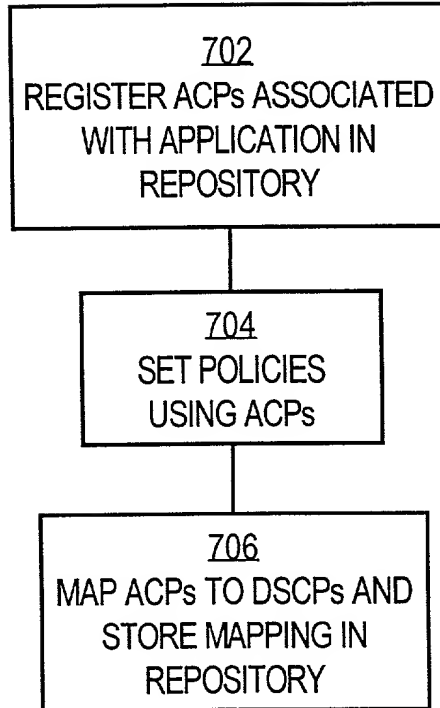 702
REGISTER ACPs ASSOCIATED
WITH APPLICATION IN
REPOSITORY
704
SET POLICIES
USING ACPs
706
MAP ACPs TO DSCPs AND
STORE MAPPING IN
REPOSITORY